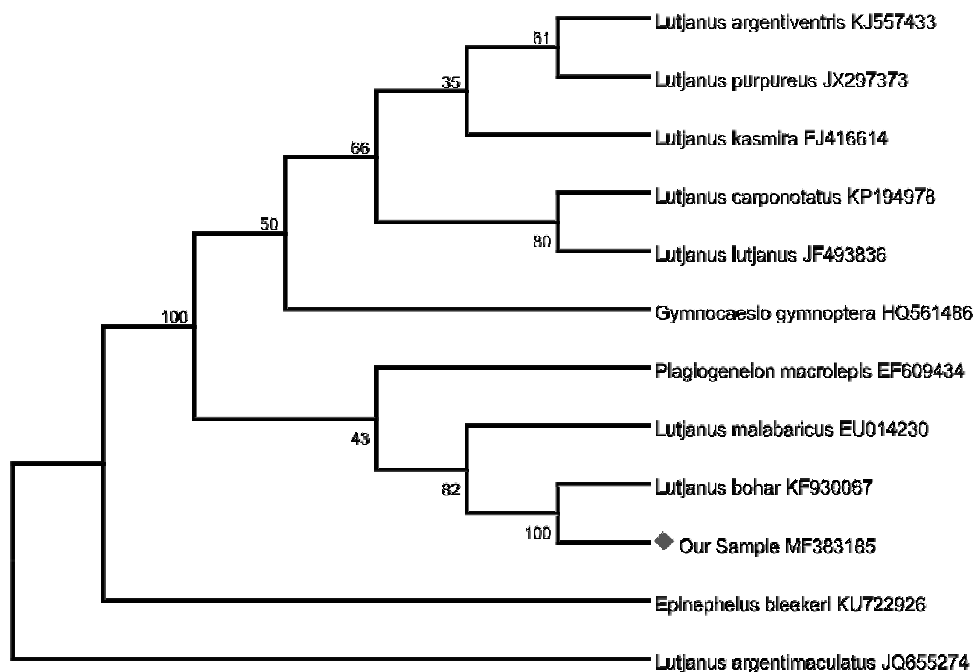 61
Lutjanus argentiventris KJ557433
Lutjanus purpureus JX297373
35
Lutjanus kasmira FJ416614
66
Lutjanus carponotatus KP194978
80
Lutjanus lutjanus JF493836
50
Gymnocaesio gymnoptera HQ561486
100
Plagiogeneion macrolepis EF609434
43
Lutjanus malabaricus EU014230
82
Lutjanus bohar KF930067
100
Our Sample MF383185
Epinephelus bleekeri KU722926
Lutjanus argentimaculatus JQ655274